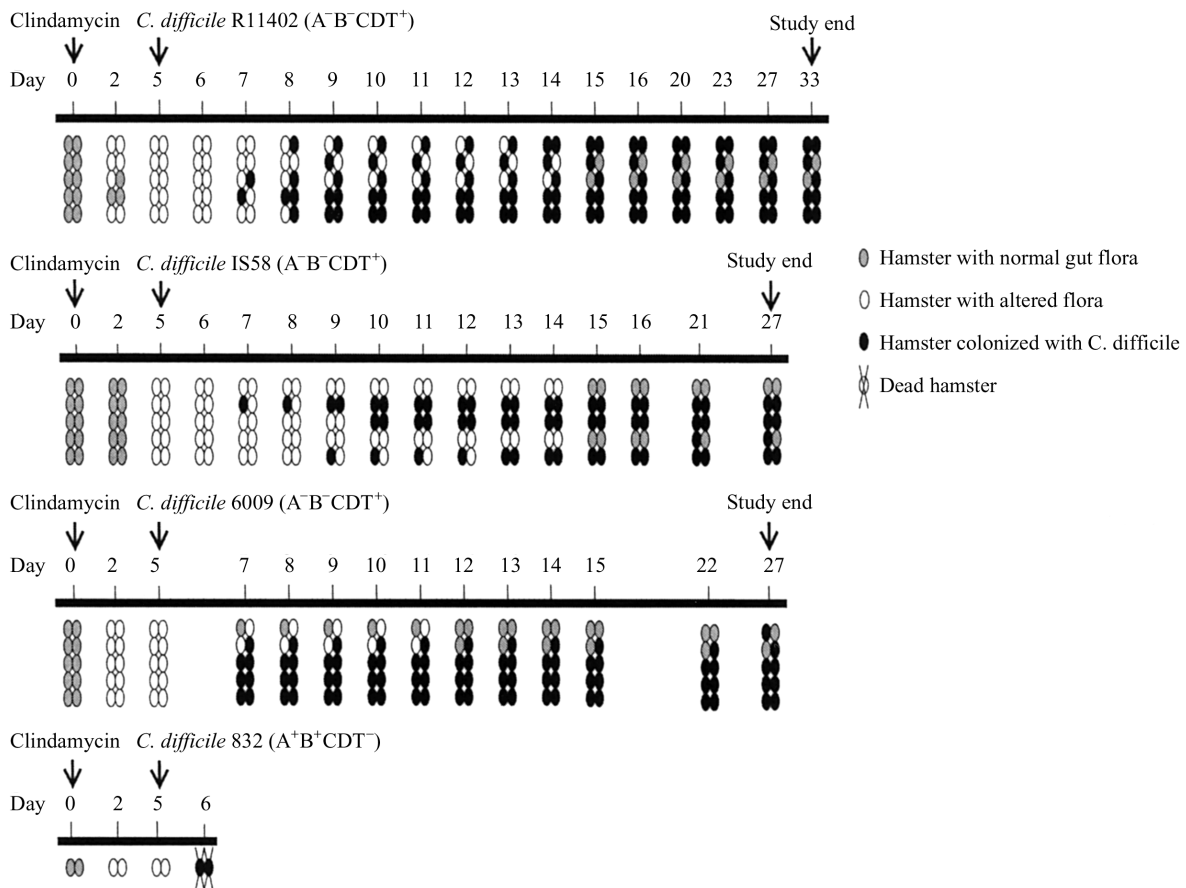 Clindamycin C. difficile R11402 (A⁻B⁻CDT⁺)
Study end
Day 0 2 5 6 7 8 9 10 11 12 13 14 15 16 20 23 27 33
Clindamycin C. difficile IS58 (A⁻B⁻CDT⁺)
Study end
Day 0 2 5 6 7 8 9 10 11 12 13 14 15 16 21 27
Hamster with normal gut flora
Hamster with altered flora
Hamster colonized with C. difficile
Dead hamster
Clindamycin C. difficile 6009 (A⁻B⁻CDT⁺)
Study end
Day 0 2 5 7 8 9 10 11 12 13 14 15 22 27
Clindamycin C. difficile 832 (A⁺B⁺CDT⁻)
Day 0 2 5 6